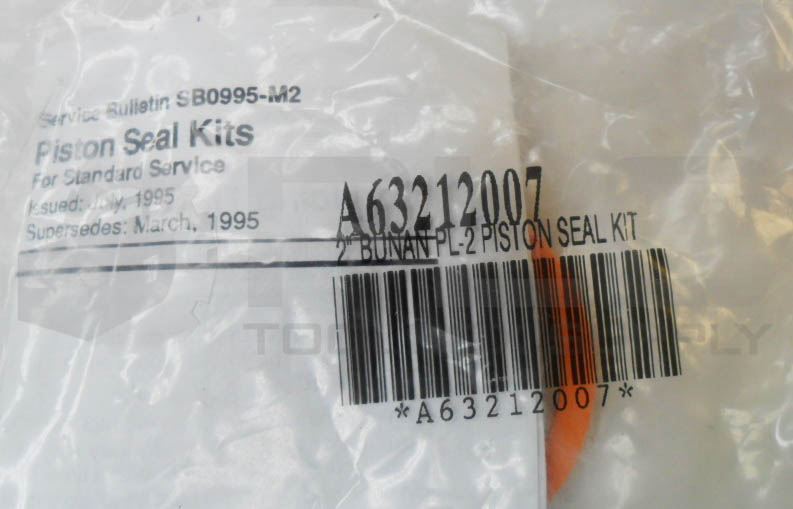 Service Bulletin SB0995-M2
Piston Seal Kits
For Standard Service
Issued: July, 1995
Supersedes: March, 1995
A63212007
2" BUNAN PL-2 PISTON SEAL KIT
*A63212007*